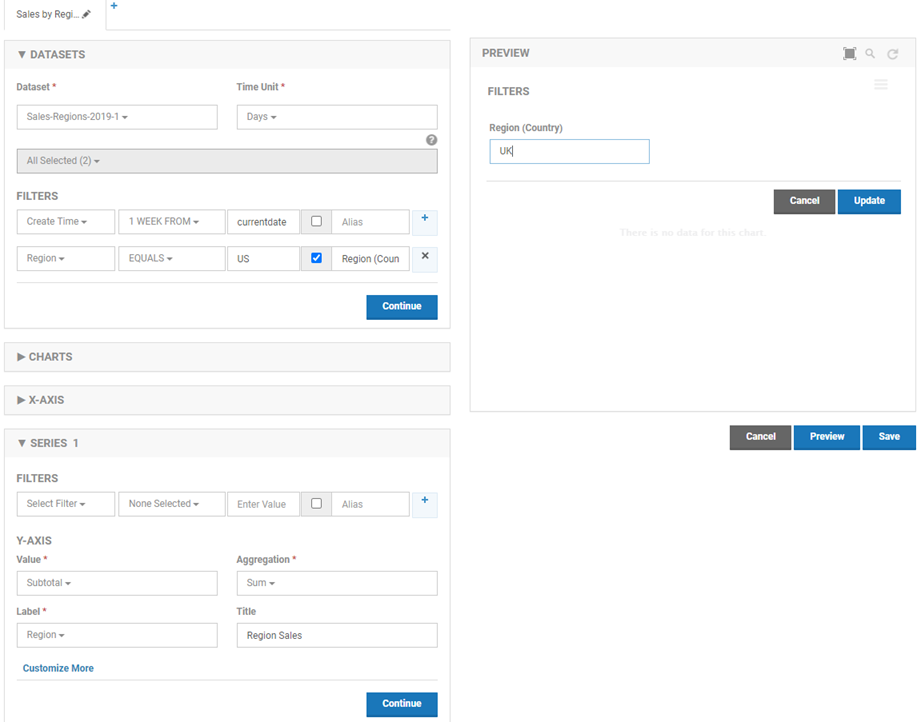 Sales by Regi...
+
DATASETS
Dataset *
Time Unit *
Sales-Regions-2019-1
Days
?
All Selected (2)
FILTERS
Create Time
1 WEEK FROM
currentdate
Alias
+
Region
EQUALS
US
Region (Coun
×
Continue
CHARTS
X-AXIS
SERIES 1
FILTERS
Select Filter
None Selected
Enter Value
Alias
+
Y-AXIS
Value *
Aggregation *
Subtotal
Sum
Label *
Title
Region
Region Sales
Customize More
Continue
PREVIEW
FILTERS
Region (Country)
UK
Cancel
Update
There is no data for this chart.
Cancel
Preview
Save